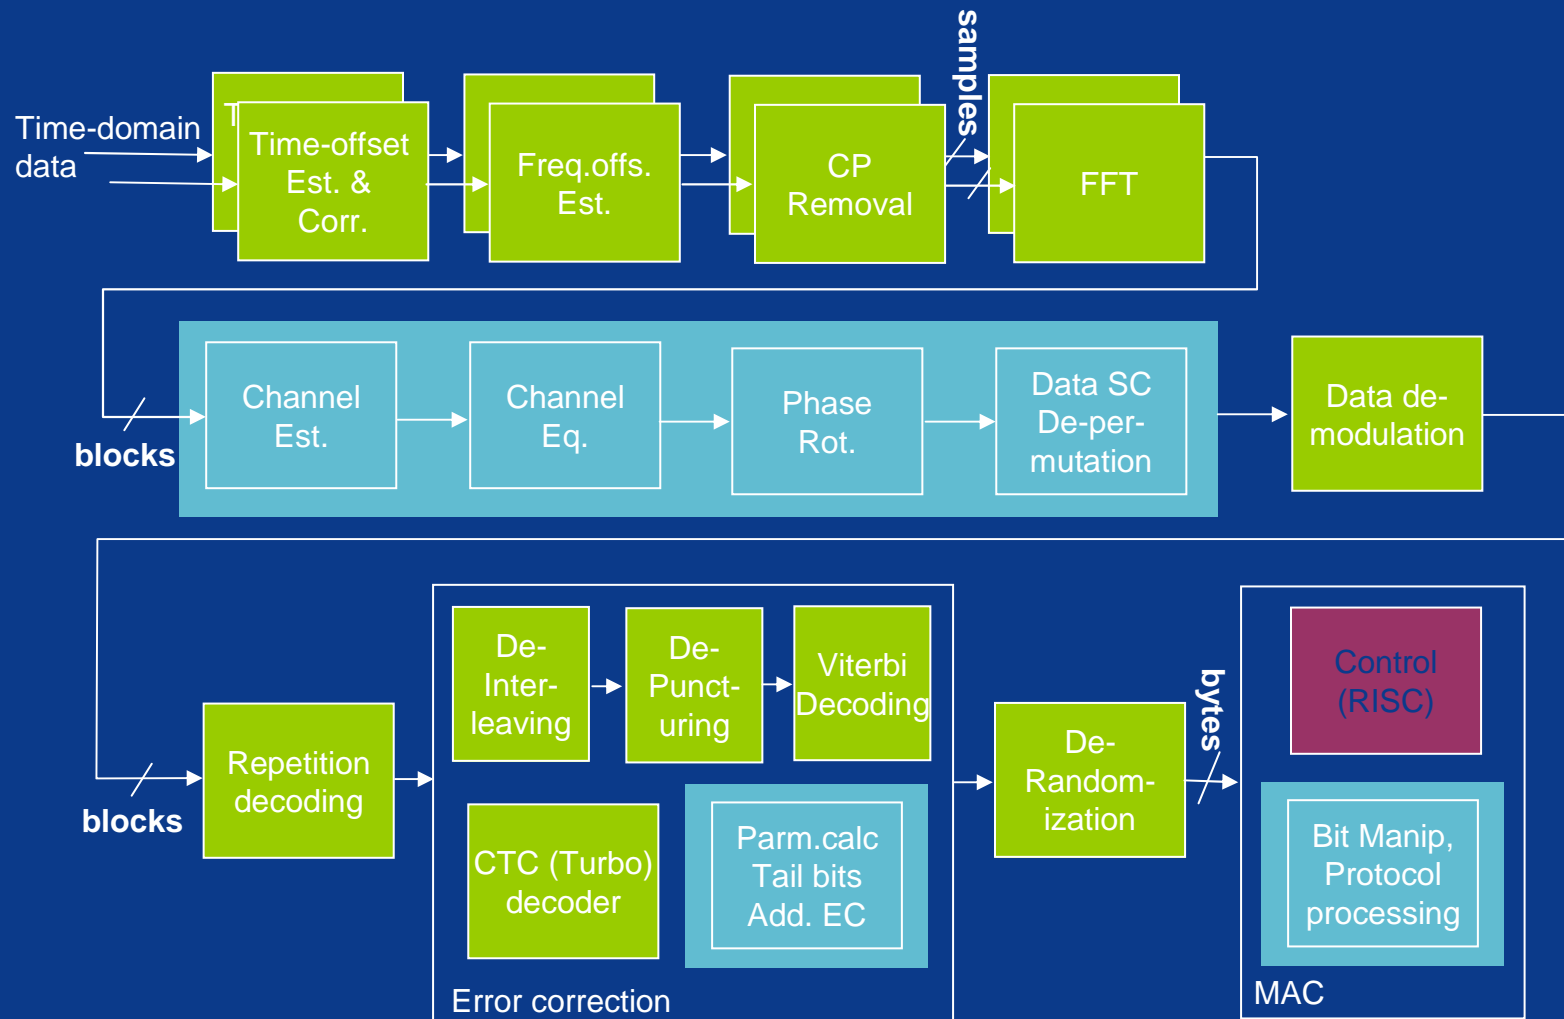 Time-domain
data
T
Time-offset
Est. &
Corr.
Freq.offs.
Est.
CP
Removal
samples
FFT
blocks
Channel
Est.
Channel
Eq.
Phase
Rot.
Data SC
De-per-
mutation
Data de-
modulation
blocks
Repetition
decoding
De-
Inter-
leaving
De-
Punct-
uring
Viterbi
Decoding
CTC (Turbo)
decoder
Parm.calc
Tail bits
Add. EC
Error correction
De-
Random-
ization
bytes
Control
(RISC)
Bit Manip,
Protocol
processing
MAC